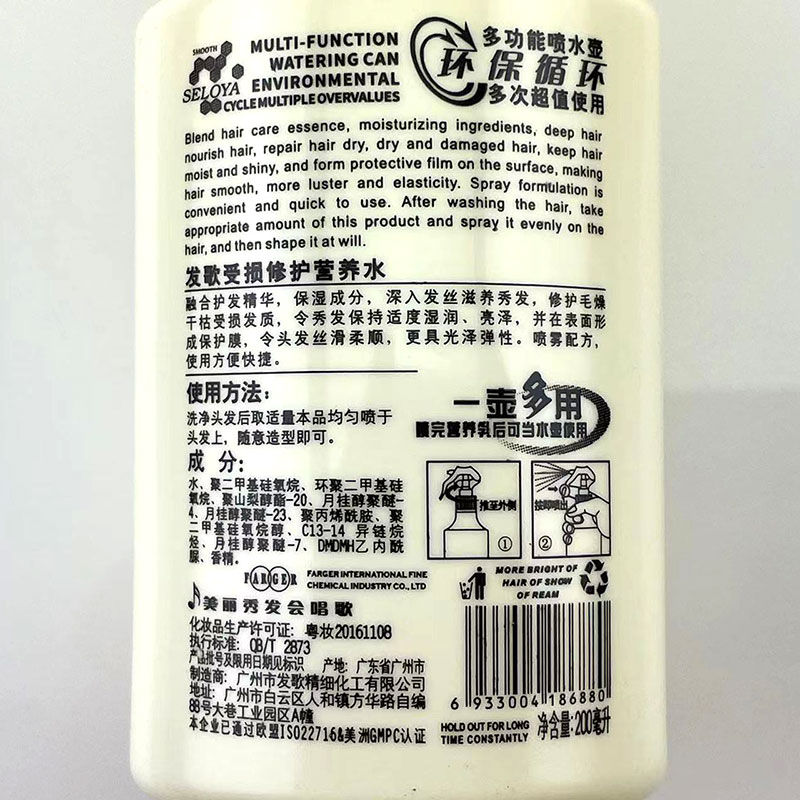 SMOOTH
SELOYA
MULTI-FUNCTION
WATERING CAN
ENVIRONMENTAL
CYCLE MULTIPLE OVERVALUES
多功能喷水壶
环保循环
多次超值使用
Blend hair care essence, moisturizing ingredients, deep hair
nourish hair, repair hair dry, dry and damaged hair, keep hair
moist and shiny, and form protective film on the surface, making
hair smooth, more luster and elasticity. Spray formulation is
convenient and quick to use. After washing the hair, take
appropriate amount of this product and spray it evenly on the
hair, and then shape it at will.
发歌受损修护营养水
融合护发精华，保湿成分，深入发丝滋养秀发，修护毛燥
干枯受损发质，令秀发保持适度湿润、亮泽，并在表面形
成保护膜，令头发丝滑柔顺，更具光泽弹性。喷雾配方，
使用方便快捷。
使用方法：
洗净头发后取适量本品均匀喷于
头发上，随意造型即可。
一壶多用
喷完营养乳后可当水壶使用
成 分：
水、聚二甲基硅氧烷、环聚二甲基硅
氧烷、聚山梨醇酯-20、月桂醇聚醚-
4、月桂醇聚醚-23、聚丙烯酰胺、聚
二甲基硅氧烷醇、C13-14 异链烷
烃、月桂醇聚醚-7、DMDMH乙内酰
脲、香精.
推至外侧
①
按即喷出
②
FARGER
FARGER INTERNATIONAL FINE
CHEMICAL INDUSTRY CO., LTD
MORE BRIGHT OF
HAIR OF SHOW
OF REAM
美丽秀发会唱歌
化妆品生产许可证：粤妆20161108
执行标准：QB/T 2873
产品批号及限用日期见标识 产地：广东省广州市
制造商：广州市发歌精细化工有限公司
地址：广州市白云区人和镇方华路自编
88号大巷工业园区A幢
本企业已通过欧盟ISO22716&美洲GMPC认证
6 933004 186880
HOLD OUT FOR LONG
TIME CONSTANTLY
净含量：200毫升